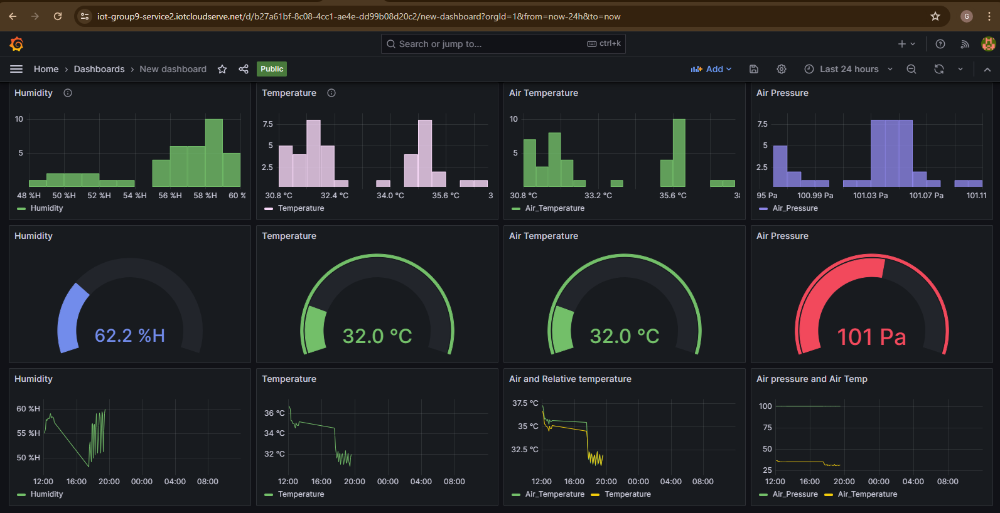 iot-group9-service2.iotcloudserve.net/d/b27a61bf-8c08-4cc1-ae4e-dd99b08d20c2/new-dashboard?orgId=1&from=now-24h&to=now
G
Search or jump to...
ctrl+k
Home › Dashboards › New dashboard
Public
Add
Last 24 hours
Humidity
10
5
48 %H 50 %H 52 %H 54 %H 56 %H 58 %H 60 %
Humidity
Temperature
7.5
5
2.5
30.8 °C 32.4 °C 34.0 °C 35.6 °C 3
Temperature
Air Temperature
10
5
30.8 °C 33.2 °C 35.6 °C
Air_Temperature
Air Pressure
7.5
5
2.5
95 Pa 100.99 Pa 101.03 Pa 101.07 Pa 101.11
Air_Pressure
Humidity
62.2 %H
Temperature
32.0 °C
Air Temperature
32.0 °C
Air Pressure
101 Pa
Humidity
60 %H
55 %H
50 %H
12:00 16:00 20:00 00:00 04:00 08:00
Humidity
Temperature
36 °C
34 °C
32 °C
12:00 16:00 20:00 00:00 04:00 08:00
Temperature
Air and Relative temperature
37.5 °C
35 °C
32.5 °C
12:00 16:00 20:00 00:00 04:00 08:00
Air_Temperature Temperature
Air pressure and Air Temp
100
75
50
25
12:00 16:00 20:00 00:00 04:00 08:00
Air_Pressure Air_Temperature